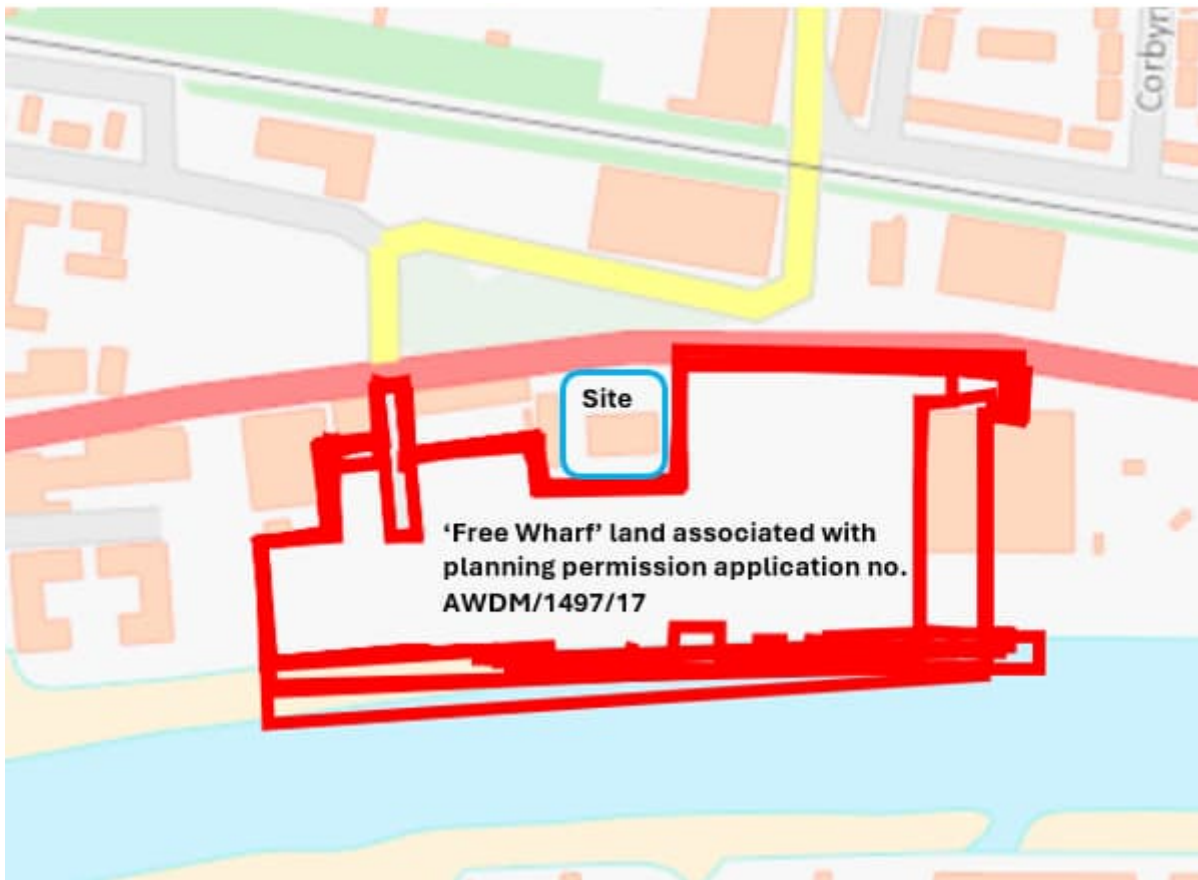 Corbyn
Site
‘Free Wharf’ land associated with
planning permission application no.
AWDM/1497/17